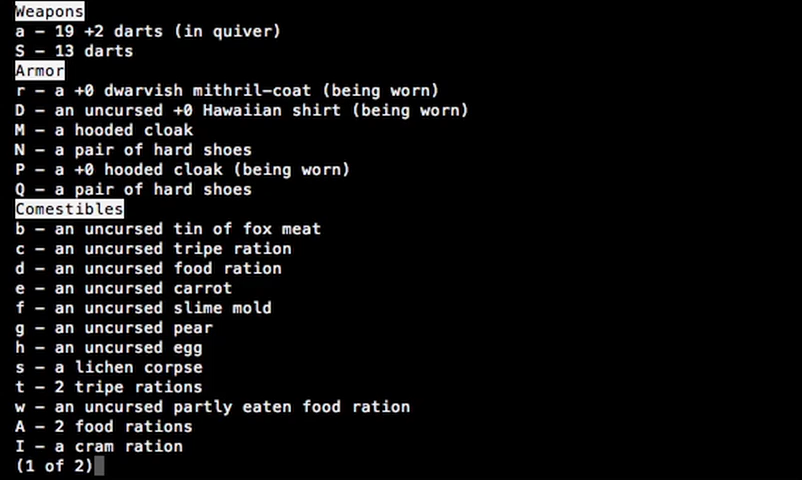 Weapons
a - 19 +2 darts (in quiver)
S - 13 darts
Armor
r - a +0 dwarvish mithril-coat (being worn)
D - an uncursed +0 Hawaiian shirt (being worn)
M - a hooded cloak
N - a pair of hard shoes
P - a +0 hooded cloak (being worn)
Q - a pair of hard shoes
Comestibles
b - an uncursed tin of fox meat
c - an uncursed tripe ration
d - an uncursed food ration
e - an uncursed carrot
f - an uncursed slime mold
g - an uncursed pear
h - an uncursed egg
s - a lichen corpse
t - 2 tripe rations
w - an uncursed partly eaten food ration
A - 2 food rations
I - a cram ration
(1 of 2)